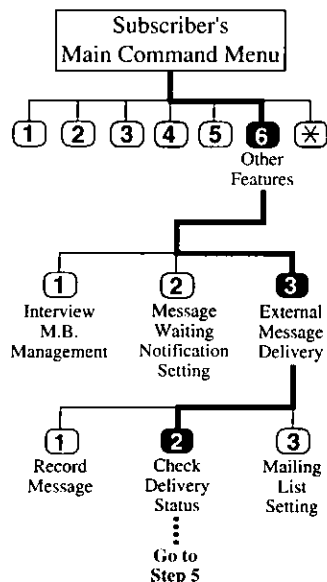 Subscriber's
Main Command Menu
1 2 3 4 5 6 *
Other
Features
1 2 3
Interview
M.B.
Management
Message
Waiting
Notification
Setting
External
Message
Delivery
1 2 3
Record
Message
Check
Delivery
Status
Mailing
List
Setting
Go to
Step 5